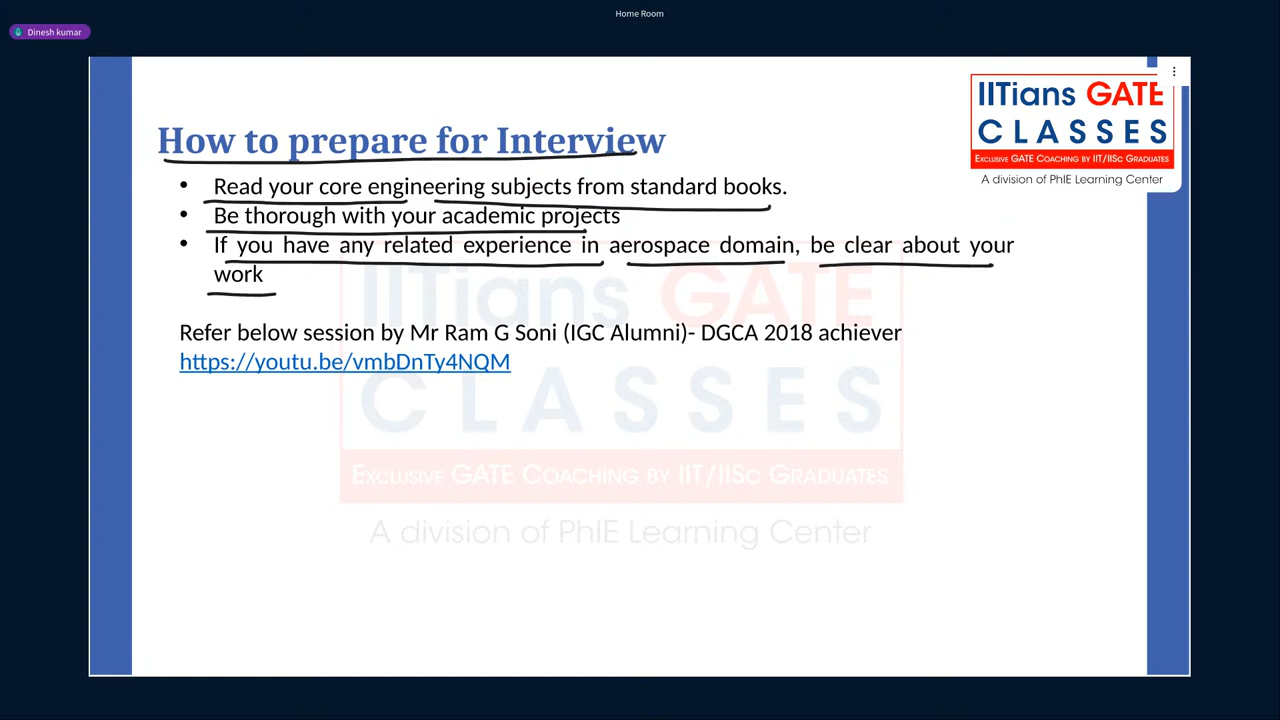 Home Room
Dinesh kumar
IITians GATE
CLASSES
EXCLUSIVE GATE COACHING BY IIT/IISC GRADUATES
A division of PhIE Learning Center
How to prepare for Interview
• Read your core engineering subjects from standard books.
• Be thorough with your academic projects
• If you have any related experience in aerospace domain, be clear about your
work
Refer below session by Mr Ram G Soni (IGC Alumni)- DGCA 2018 achiever
https://youtu.be/vmbDnTy4NQM
IITians GATE
CLASSES
EXCLUSIVE GATE COACHING BY IIT/IISC GRADUATES
A division of PhIE Learning Center